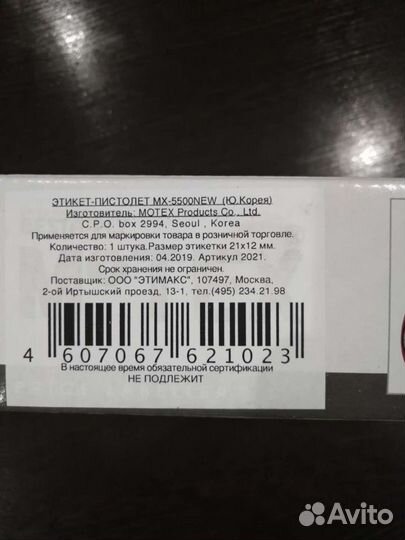 ЭТИКЕТ-ПИСТОЛЕТ MX-5500NEW (Ю.Корея)
Изготовитель: MOTEX Products Co., Ltd.
C.P.O. box 2994, Seoul , Korea
Применяется для маркировки товара в розничной торговле.
Количество: 1 штука.Размер этикетки 21х12 мм.
Дата изготовления: 04.2019. Артикул 2021.
Срок хранения не ограничен.
Поставщик: ООО "ЭТИМАКС", 107497, Москва,
2-ой Иртышский проезд, 13-1, тел.(495) 234.21.98
4 607067 621023
В настоящее время обязательной сертификации
НЕ ПОДЛЕЖИТ
Avito